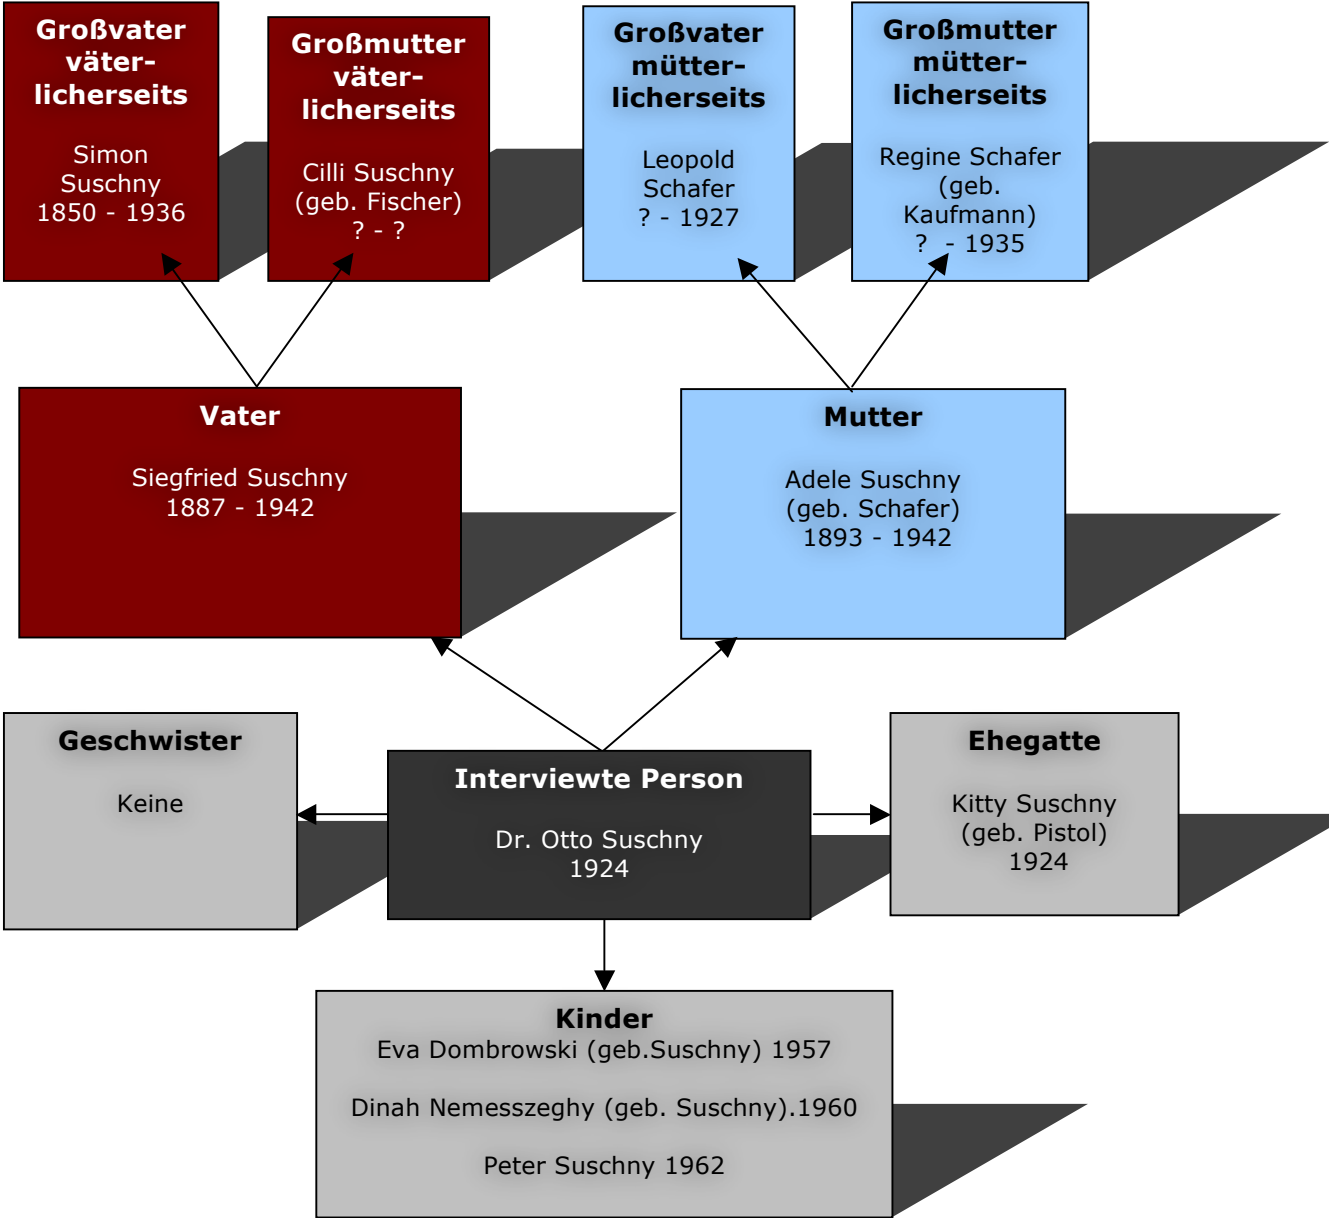 Großvater
väter-
licherseits
Simon
Suschny
1850 - 1936
Großmutter
väter-
licherseits
Cilli Suschny
(geb. Fischer)
? - ?
Großvater
mütter-
licherseits
Leopold
Schafer
? - 1927
Großmutter
mütter-
licherseits
Regine Schafer
(geb.
Kaufmann)
? - 1935
Vater
Siegfried Suschny
1887 - 1942
Mutter
Adele Suschny
(geb. Schafer)
1893 - 1942
Geschwister
Keine
Interviewte Person
Dr. Otto Suschny
1924
Ehegatte
Kitty Suschny
(geb. Pistol)
1924
Kinder
Eva Dombrowski (geb.Suschny) 1957
Dinah Nemesszeghy (geb. Suschny).1960
Peter Suschny 1962